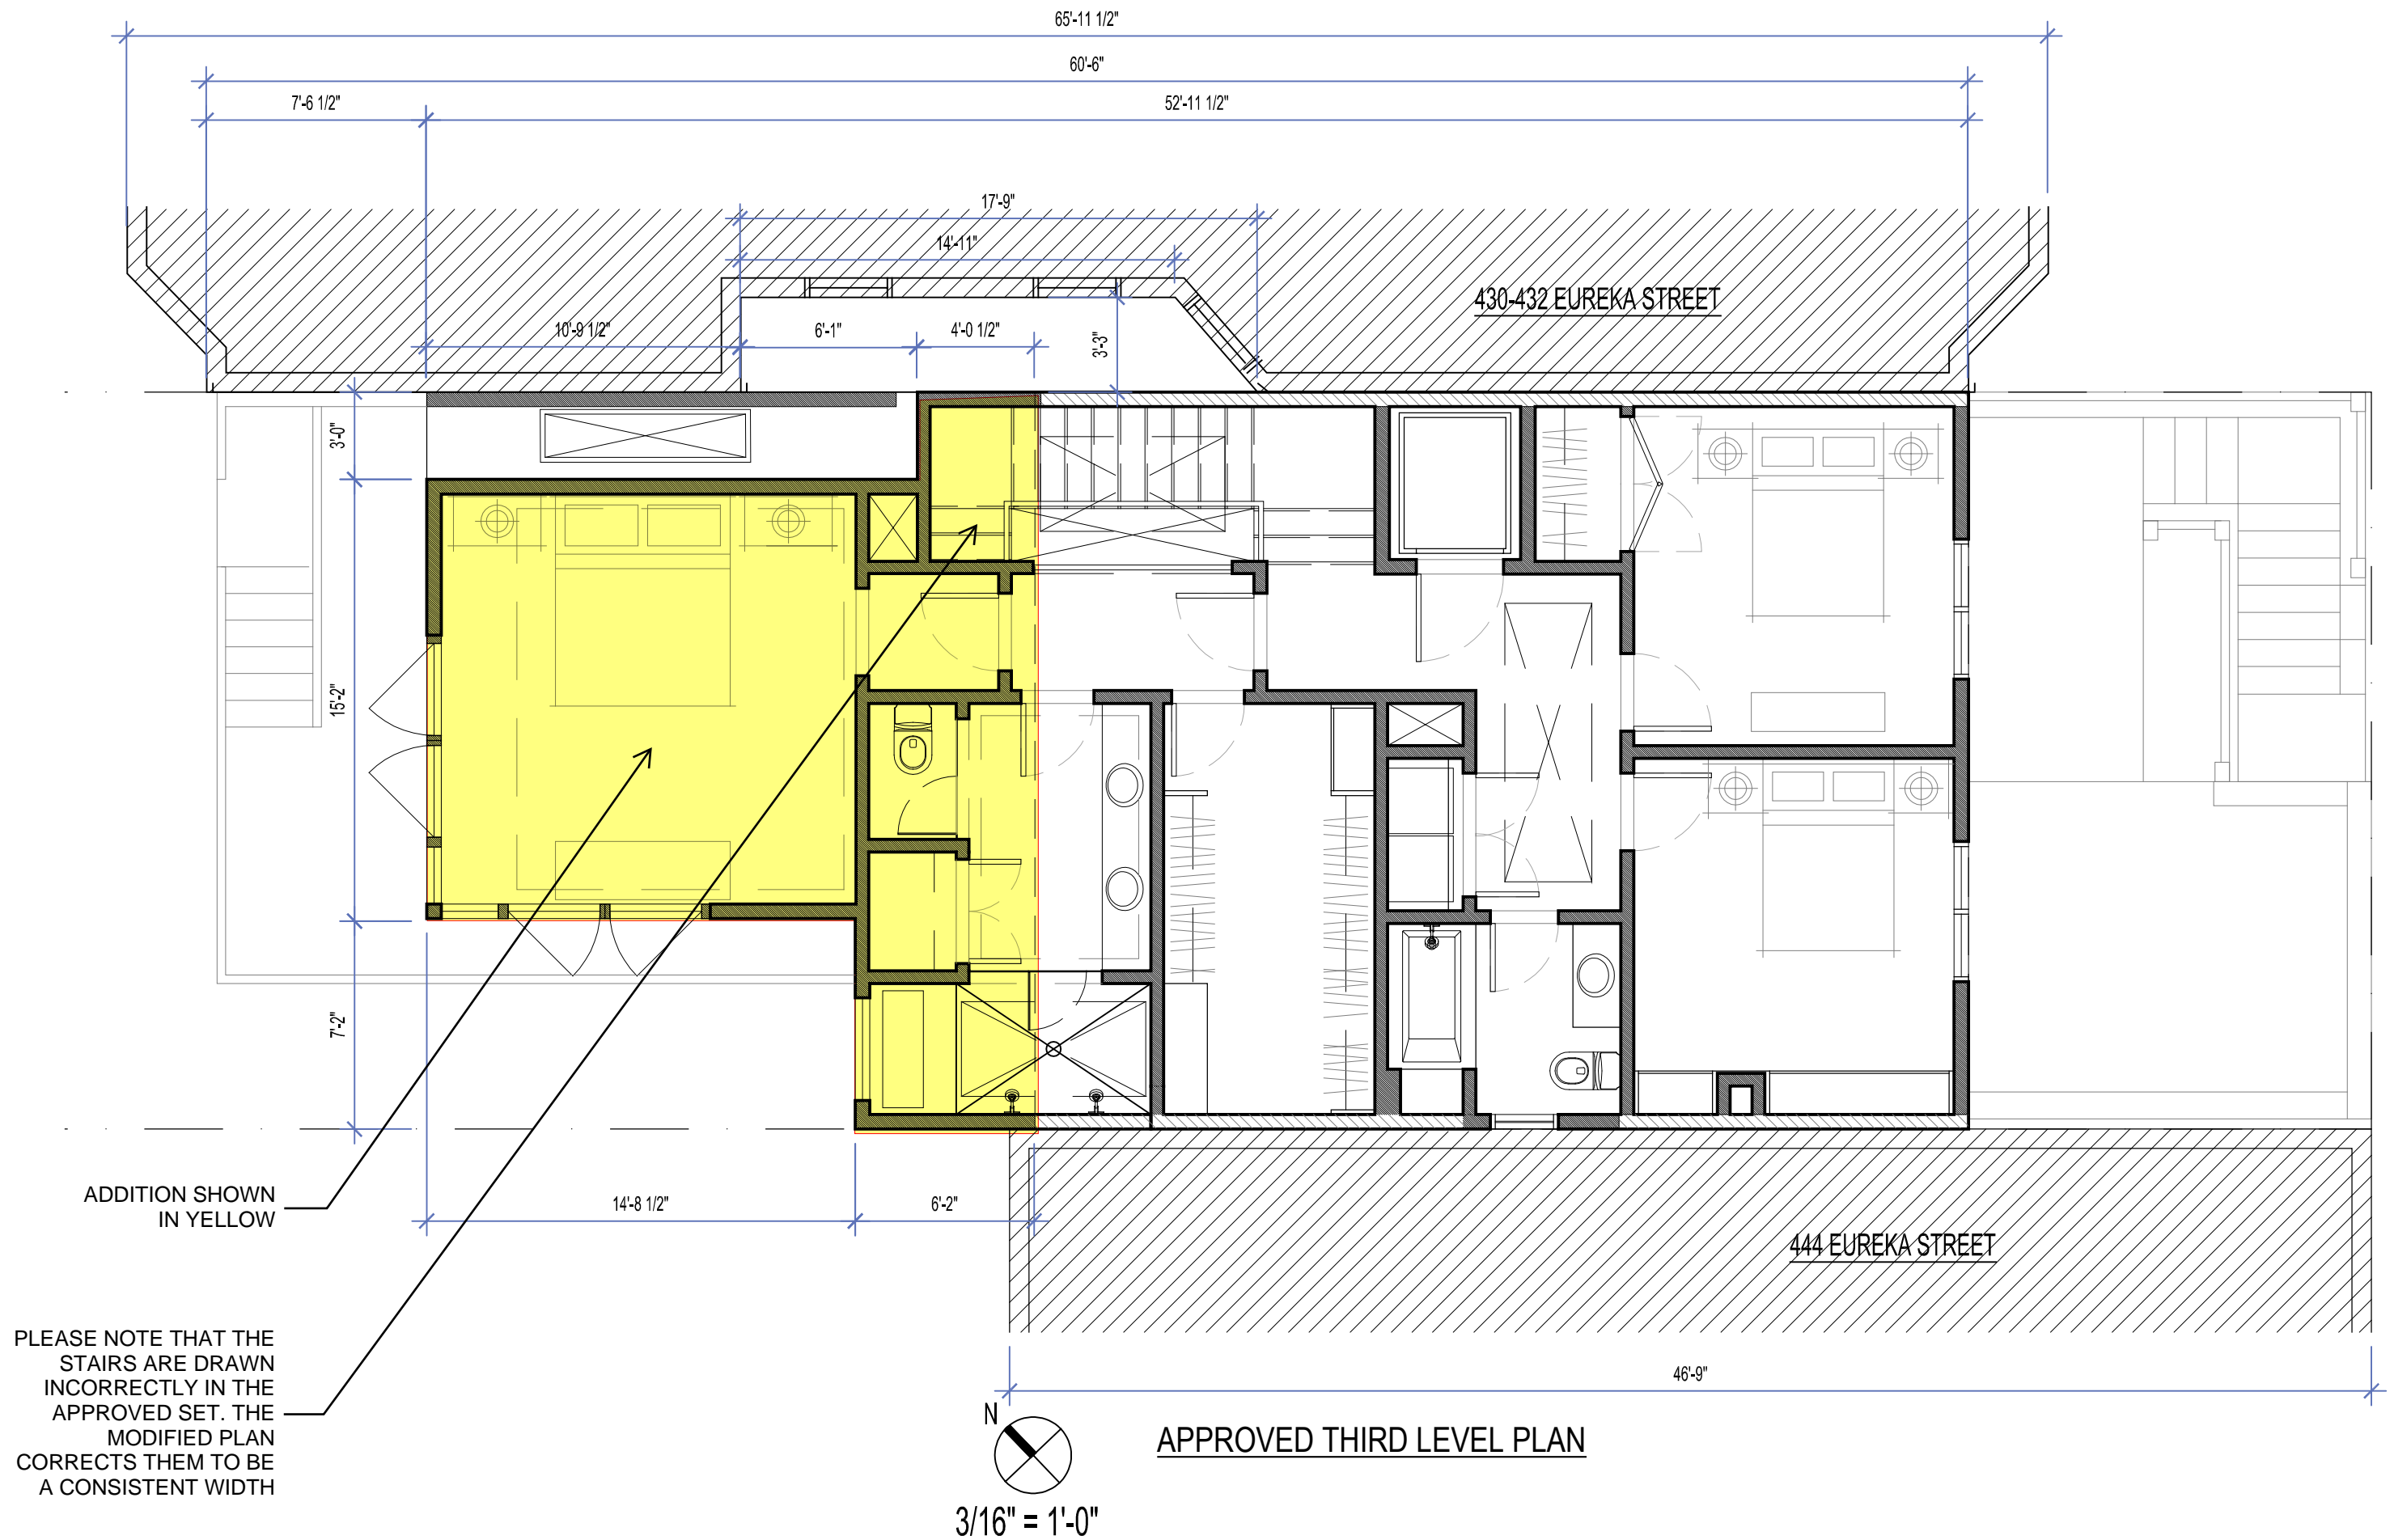 65'-11 1/2"
60'-6"
7'-6 1/2"
52'-11 1/2"
17'-9"
14'-11"
430-432 EUREKA STREET
10'-9 1/2"
6'-1"
4'-0 1/2"
3'-3"
3'-0"
15'-2"
7'-2"
ADDITION SHOWN
IN YELLOW
14'-8 1/2"
6'-2"
444 EUREKA STREET
PLEASE NOTE THAT THE
STAIRS ARE DRAWN
INCORRECTLY IN THE
APPROVED SET. THE
MODIFIED PLAN
CORRECTS THEM TO BE
A CONSISTENT WIDTH
46'-9"
N
APPROVED THIRD LEVEL PLAN
3/16" = 1'-0"